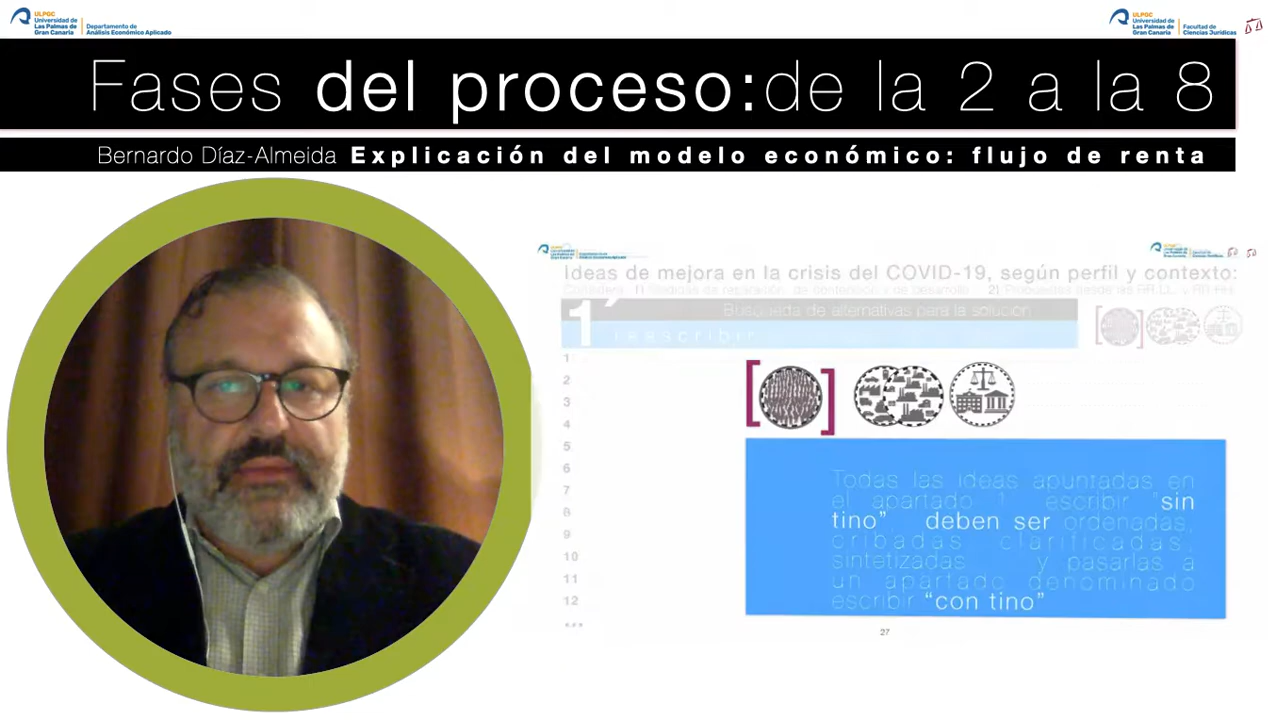 ULPGC
Universidad de
Las Palmas de
Gran Canaria
Departamento de
Análisis Económico Aplicado
ULPGC
Universidad de
Las Palmas de
Gran Canaria
Facultad de
Ciencias Jurídicas
Fases del proceso:de la 2 a la 8
Bernardo Díaz-Almeida Explicación del modelo económico: flujo de renta
Ideas de mejora en la crisis del COVID-19, según perfil y contexto:
1´
Búsqueda de alternativas para la solución
reescribir
1
2
3
4
5
6
7
8
9
10
11
12
Todas las ideas apuntadas en
el apartado 1 escribir "sin
tino" deben ser ordenadas,
cribadas clarificadas,
sintetizadas y pasarlas a
un apartado denominado
escribir "con tino"
27